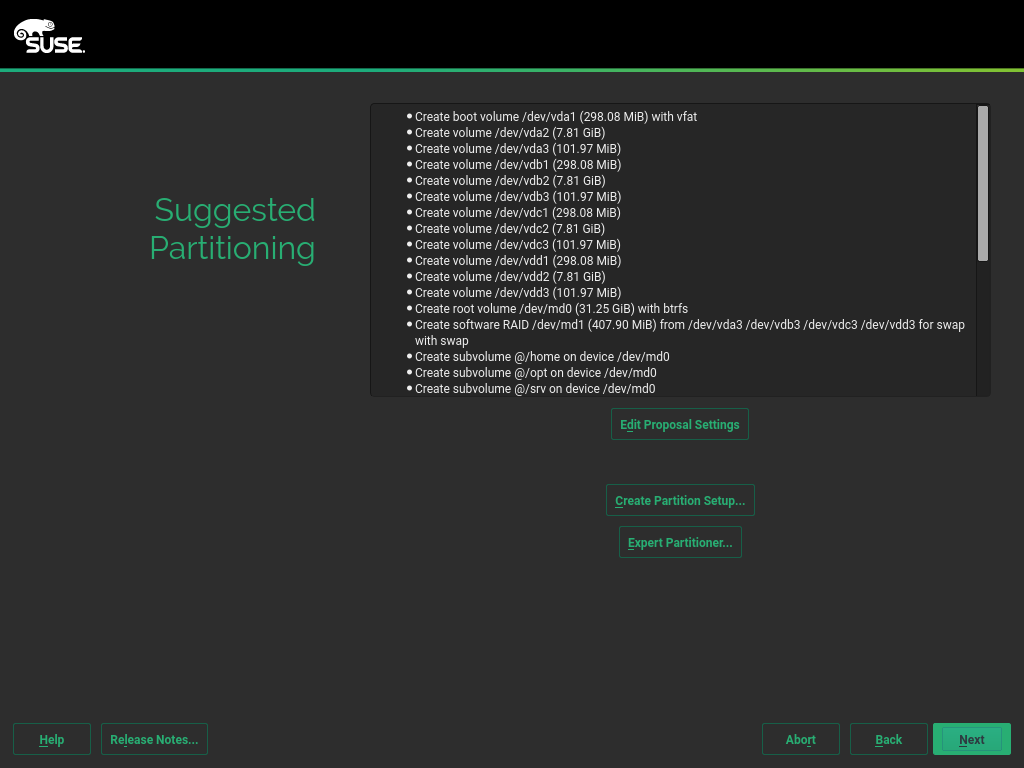 SUSE.
Suggested
Partitioning
Create boot volume /dev/vda1 (298.08 MiB) with vfat
Create volume /dev/vda2 (7.81 GiB)
Create volume /dev/vda3 (101.97 MiB)
Create volume /dev/vdb1 (298.08 MiB)
Create volume /dev/vdb2 (7.81 GiB)
Create volume /dev/vdb3 (101.97 MiB)
Create volume /dev/vdc1 (298.08 MiB)
Create volume /dev/vdc2 (7.81 GiB)
Create volume /dev/vdc3 (101.97 MiB)
Create volume /dev/vdd1 (298.08 MiB)
Create volume /dev/vdd2 (7.81 GiB)
Create volume /dev/vdd3 (101.97 MiB)
Create root volume /dev/md0 (31.25 GiB) with btrfs
Create software RAID /dev/md1 (407.90 MiB) from /dev/vda3 /dev/vdb3 /dev/vdc3 /dev/vdd3 for swap
with swap
Create subvolume @/home on device /dev/md0
Create subvolume @/opt on device /dev/md0
Create subvolume @/srv on device /dev/md0
Edit Proposal Settings
Create Partition Setup...
Expert Partitioner...
Help
Release Notes...
Abort
Back
Next